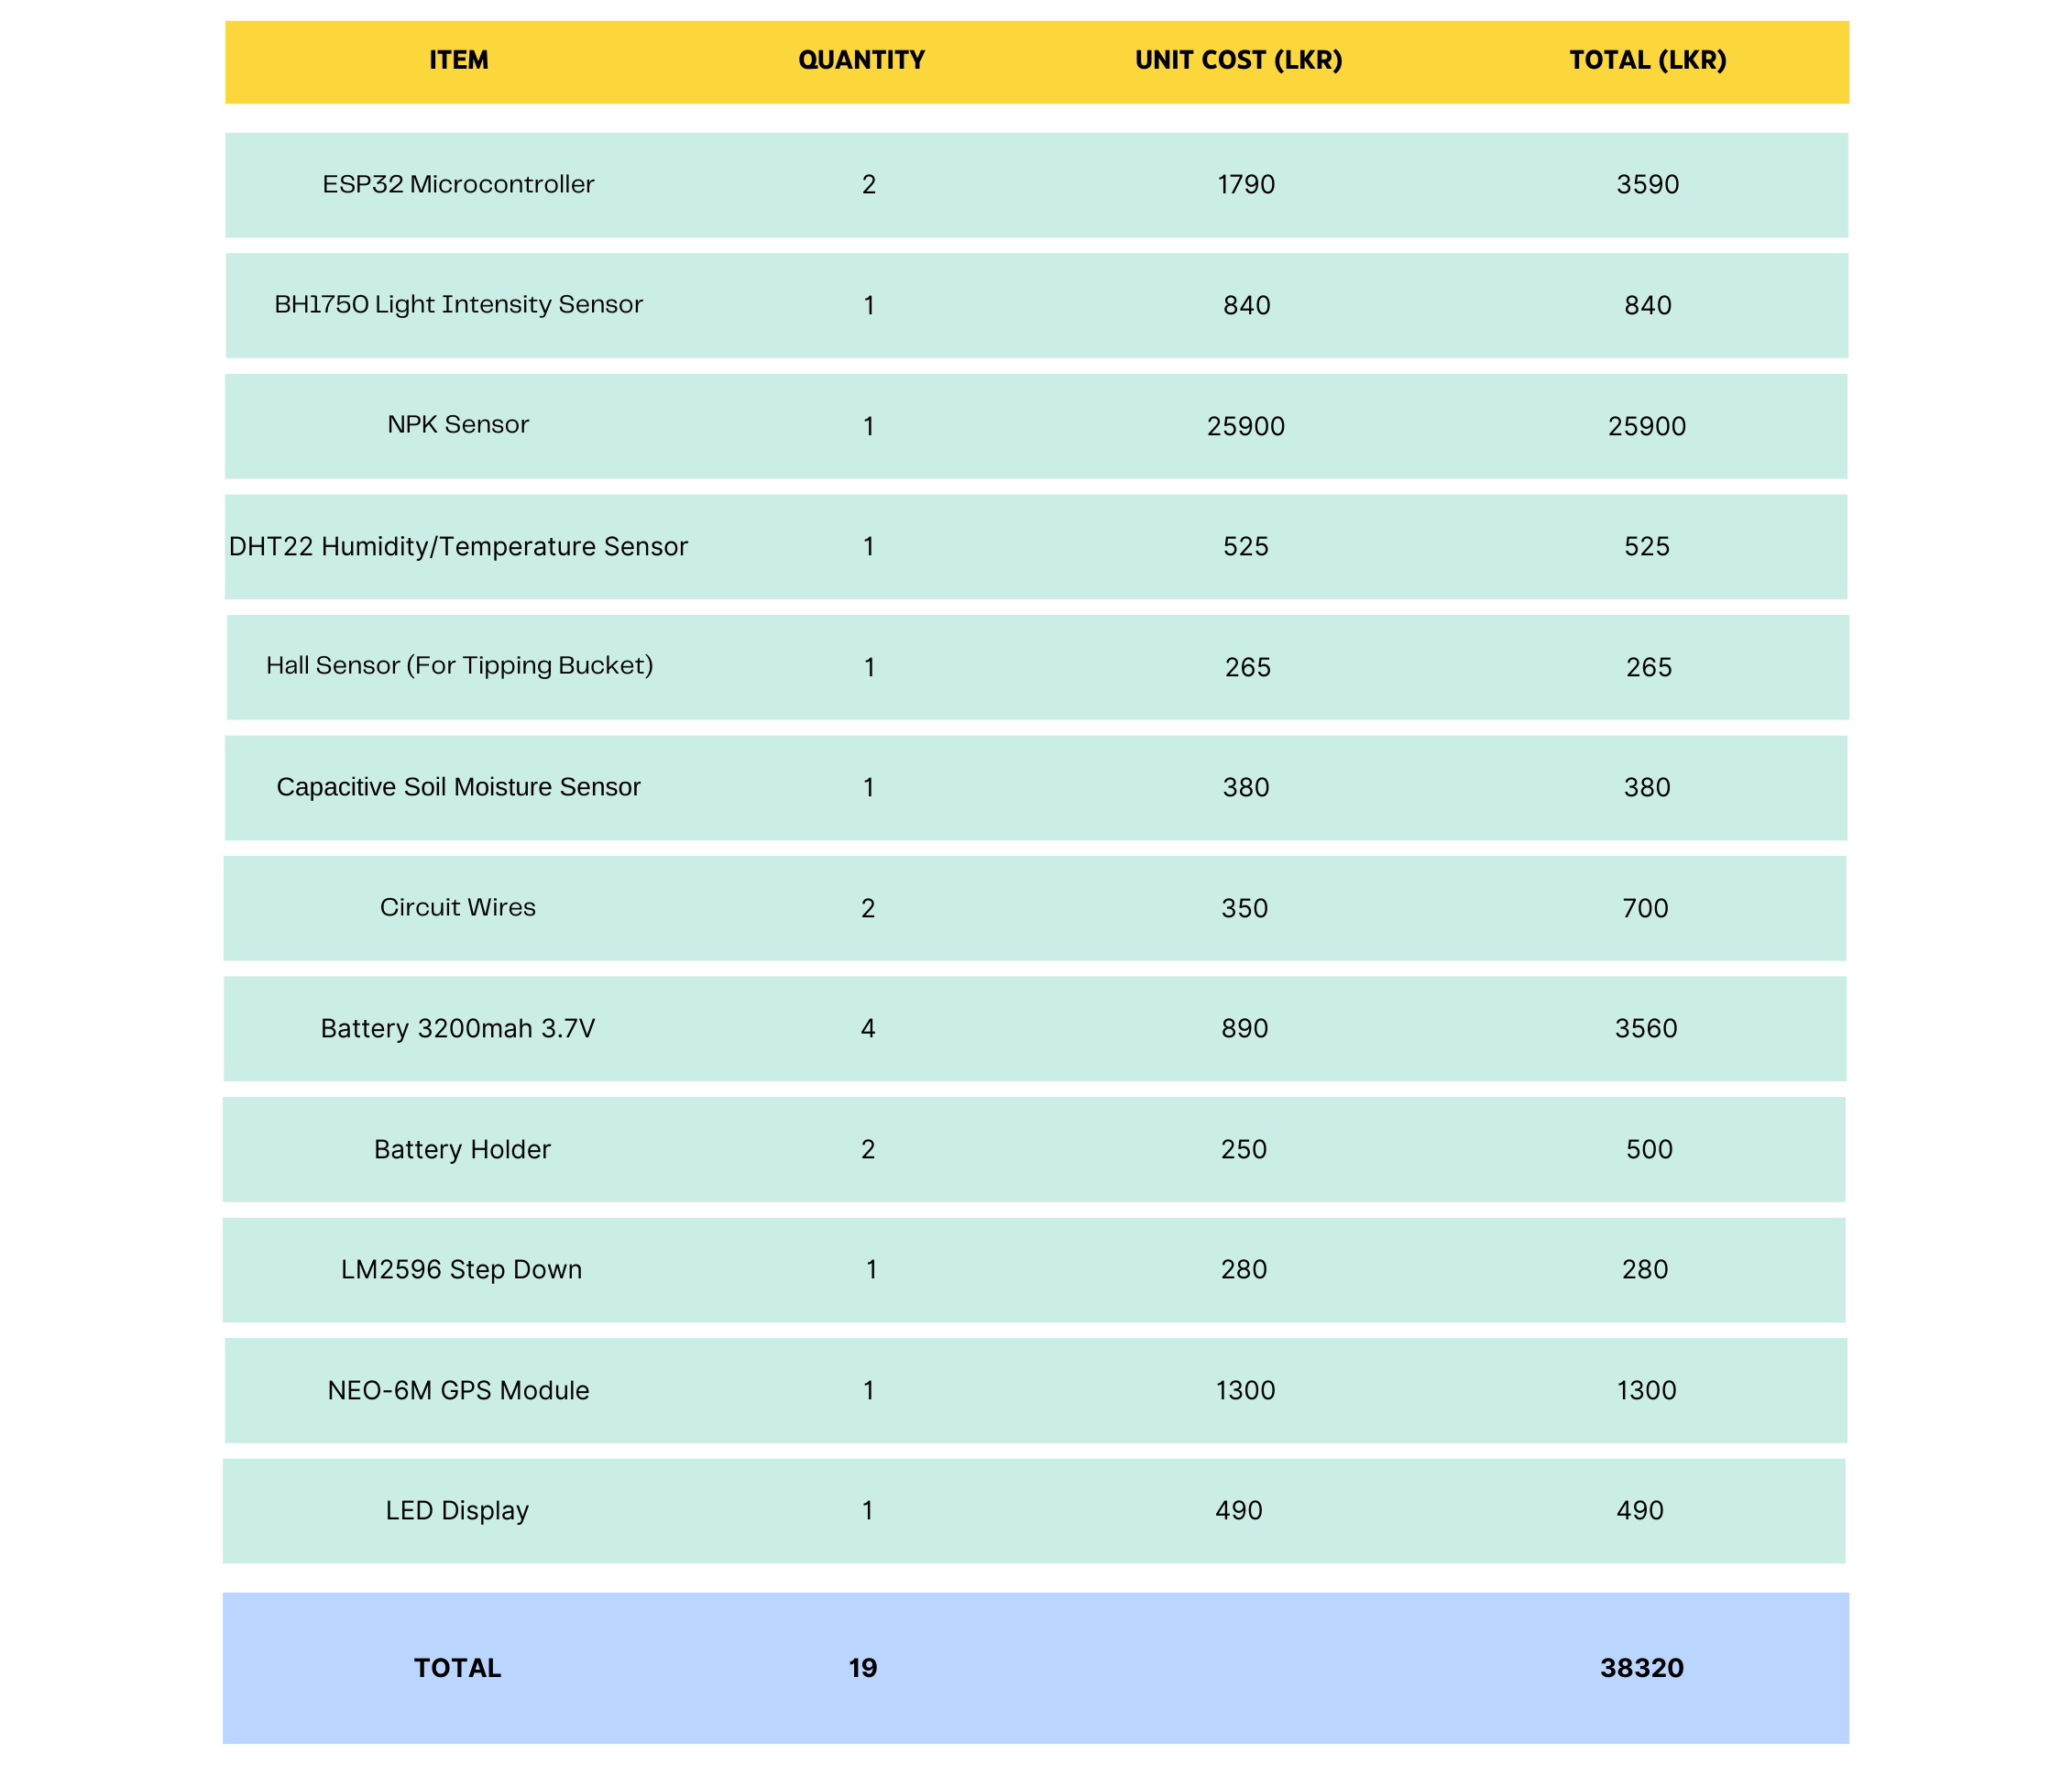 ITEM QUANTITY UNIT COST (LKR) TOTAL (LKR)
ESP32 Microcontroller 2 1790 3590
BH1750 Light Intensity Sensor 1 840 840
NPK Sensor 1 25900 25900
DHT22 Humidity/Temperature Sensor 1 525 525
Hall Sensor (For Tipping Bucket) 1 265 265
Capacitive Soil Moisture Sensor 1 380 380
Circuit Wires 2 350 700
Battery 3200mah 3.7V 4 890 3560
Battery Holder 2 250 500
LM2596 Step Down 1 280 280
NEO-6M GPS Module 1 1300 1300
LED Display 1 490 490
TOTAL 19 38320